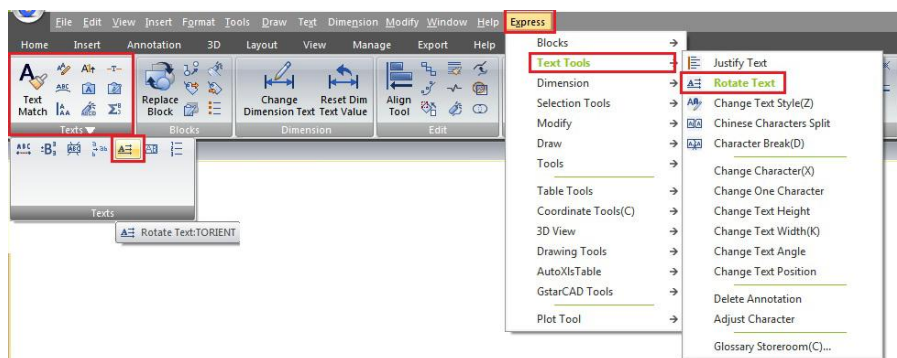 File Edit View Insert Format Tools Draw Text Dimension Modify Window Help Express
Home Insert Annotation 3D Layout View Manage Export Help
Text Match
ABC
Replace Block
Change Dimension Text
Reset Dim Text Value
Align Tool
Texts
Blocks
Dimension
Edit
Texts
Rotate Text:TORIENT
Blocks
Text Tools
Dimension
Selection Tools
Modify
Draw
Tools
Table Tools
Coordinate Tools(C)
3D View
Drawing Tools
AutoXlsTable
GstarCAD Tools
Plot Tool
Justify Text
Rotate Text
Change Text Style(Z)
Chinese Characters Split
Character Break(D)
Change Character(X)
Change One Character
Change Text Height
Change Text Width(K)
Change Text Angle
Change Text Position
Delete Annotation
Adjust Character
Glossary Storeroom(C)...